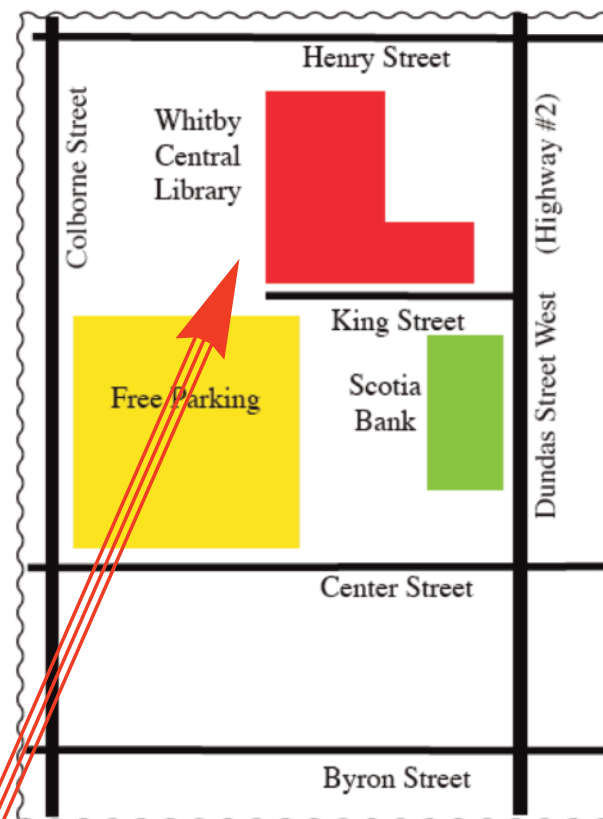 Henry Street
Whitby
Central
Library
Colborne Street
(Highway #2)
King Street
Scotia
Bank
Free Parking
Dundas Street West
Center Street
Byron Street